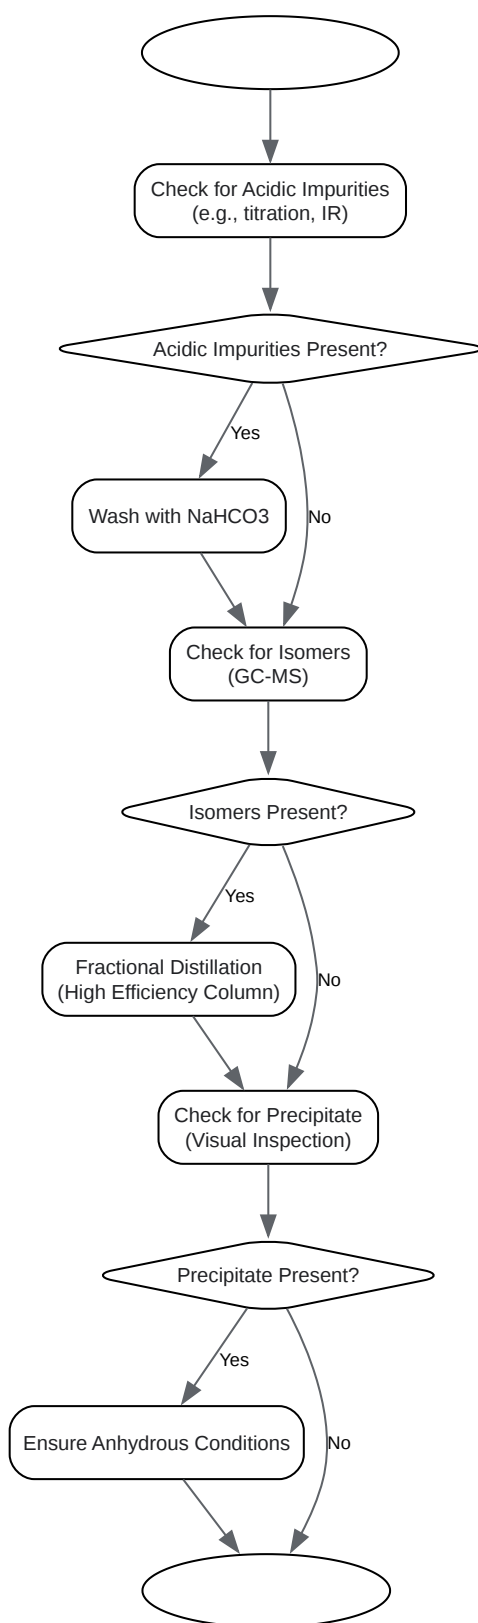 Check for Acidic Impurities
(e.g., titration, IR)
Acidic Impurities Present?
Yes
Wash with NaHCO3
No
Check for Isomers
(GC-MS)
Isomers Present?
Yes
Fractional Distillation
(High Efficiency Column)
No
Check for Precipitate
(Visual Inspection)
Precipitate Present?
Yes
Ensure Anhydrous Conditions
No